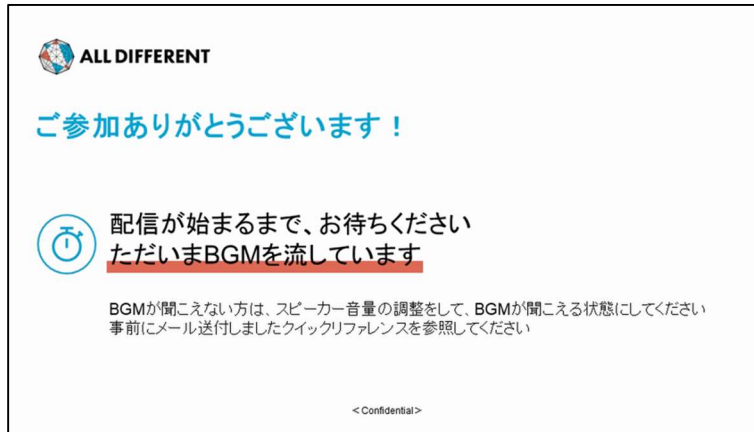 ALL DIFFERENT
ご参加ありがとうございます！
配信が始まるまで、お待ちください
ただいまBGMを流しています
BGMが聞こえない方は、スピーカー音量の調整をして、BGMが聞こえる状態にしてください
事前にメール送付しましたクイックリファレンスを参照してください
＜Confidential＞